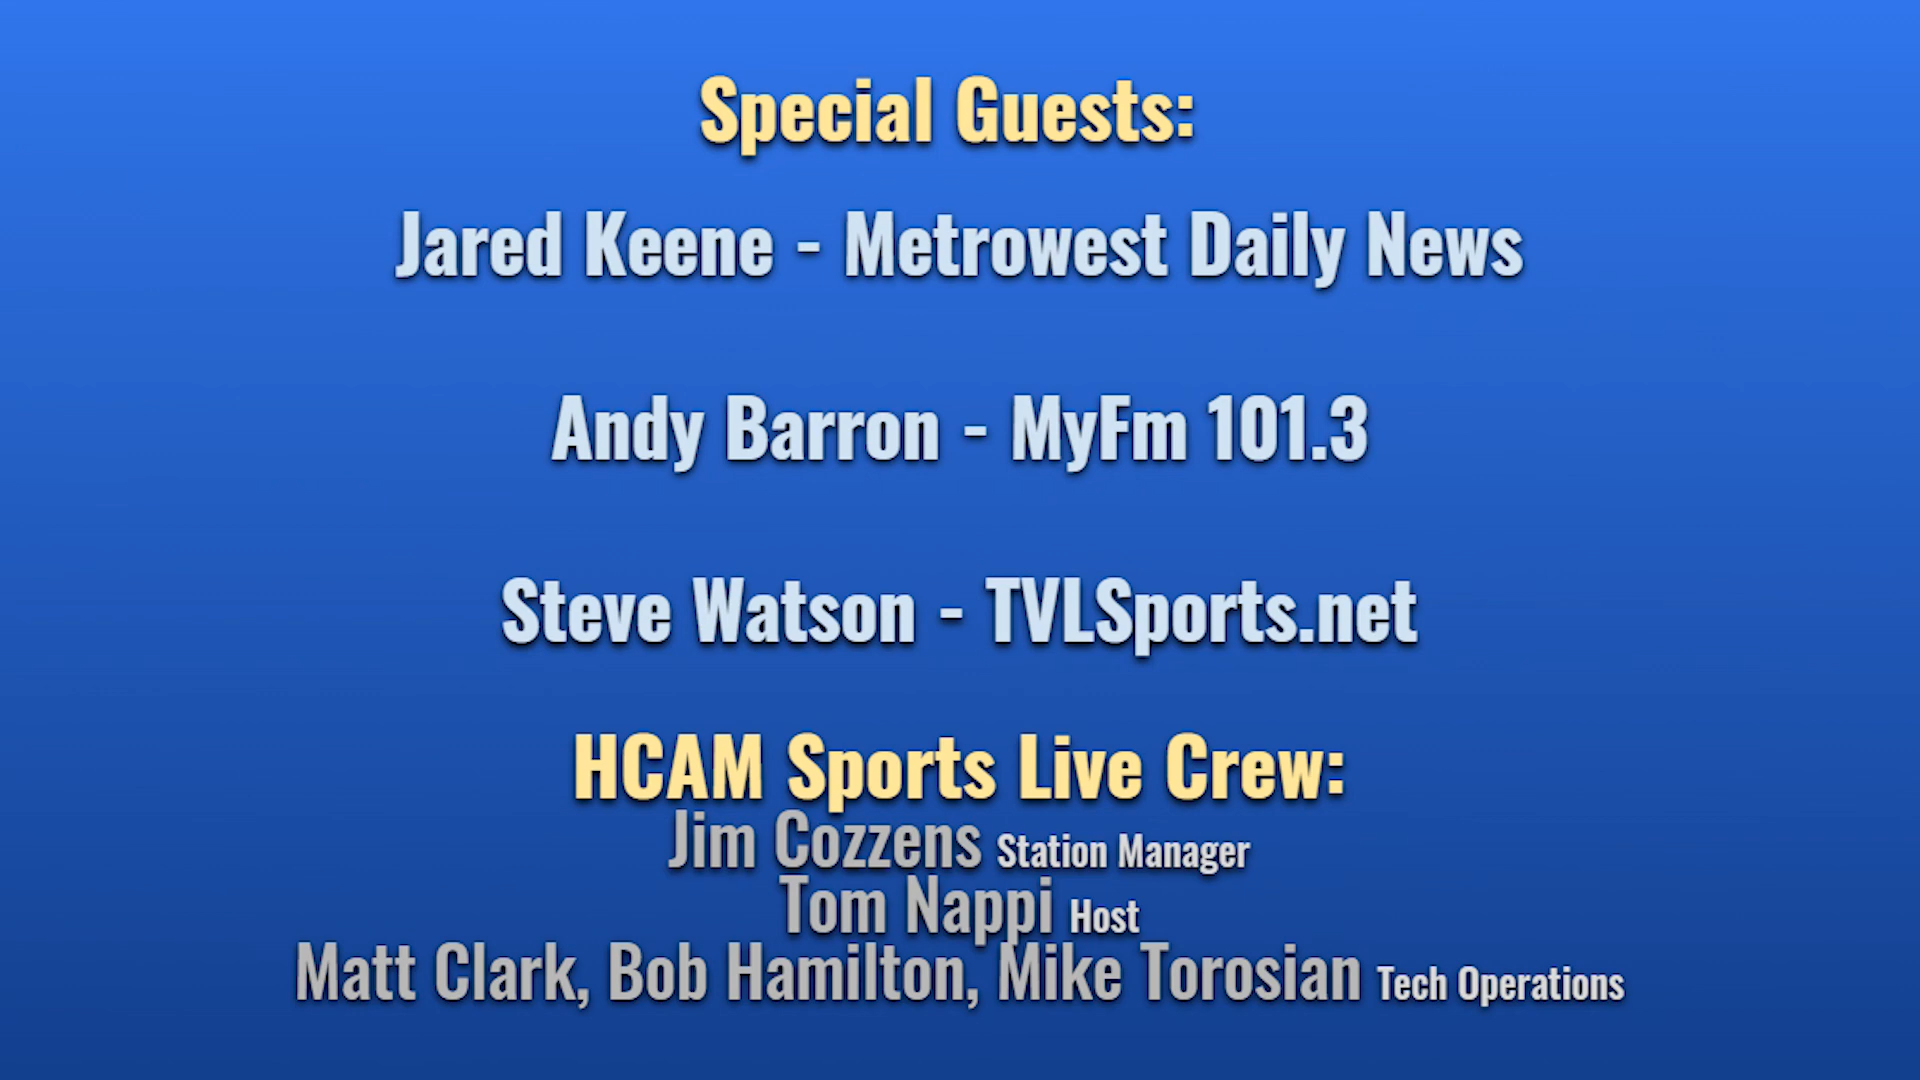 Special Guests:
Jared Keene - Metrowest Daily News
Andy Barron - MyFm 101.3
Steve Watson - TVLSports.net
HCAM Sports Live Crew:
Jim Cozzens Station Manager
Tom Nappi Host
Matt Clark, Bob Hamilton, Mike Torosian Tech Operations